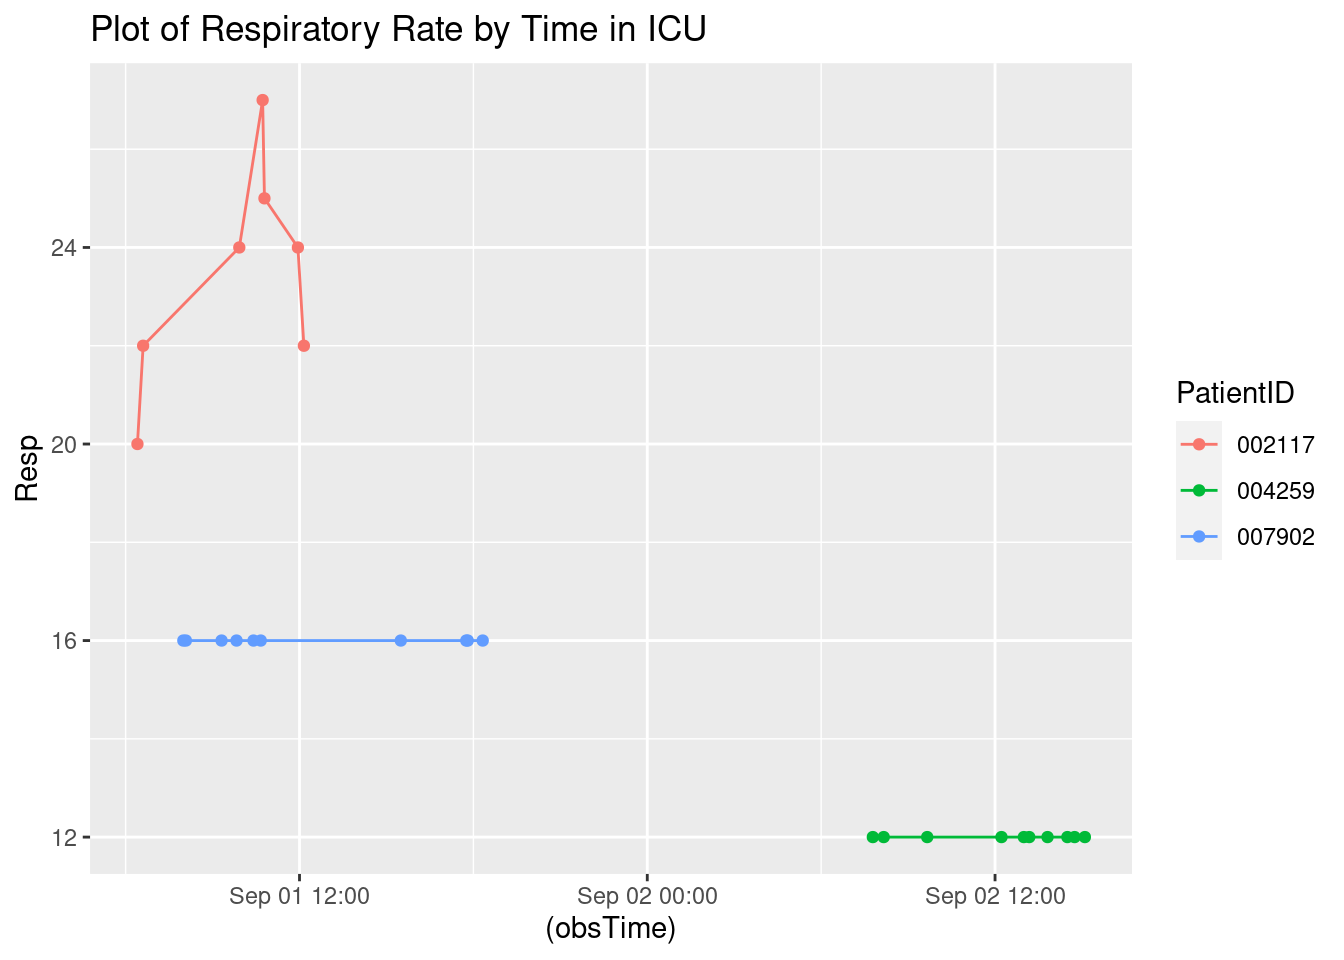 Plot of Respiratory Rate by Time in ICU
Resp
24
20
16
12
Sep 01 12:00
Sep 02 00:00
Sep 02 12:00
(obsTime)
PatientID
002117
004259
007902